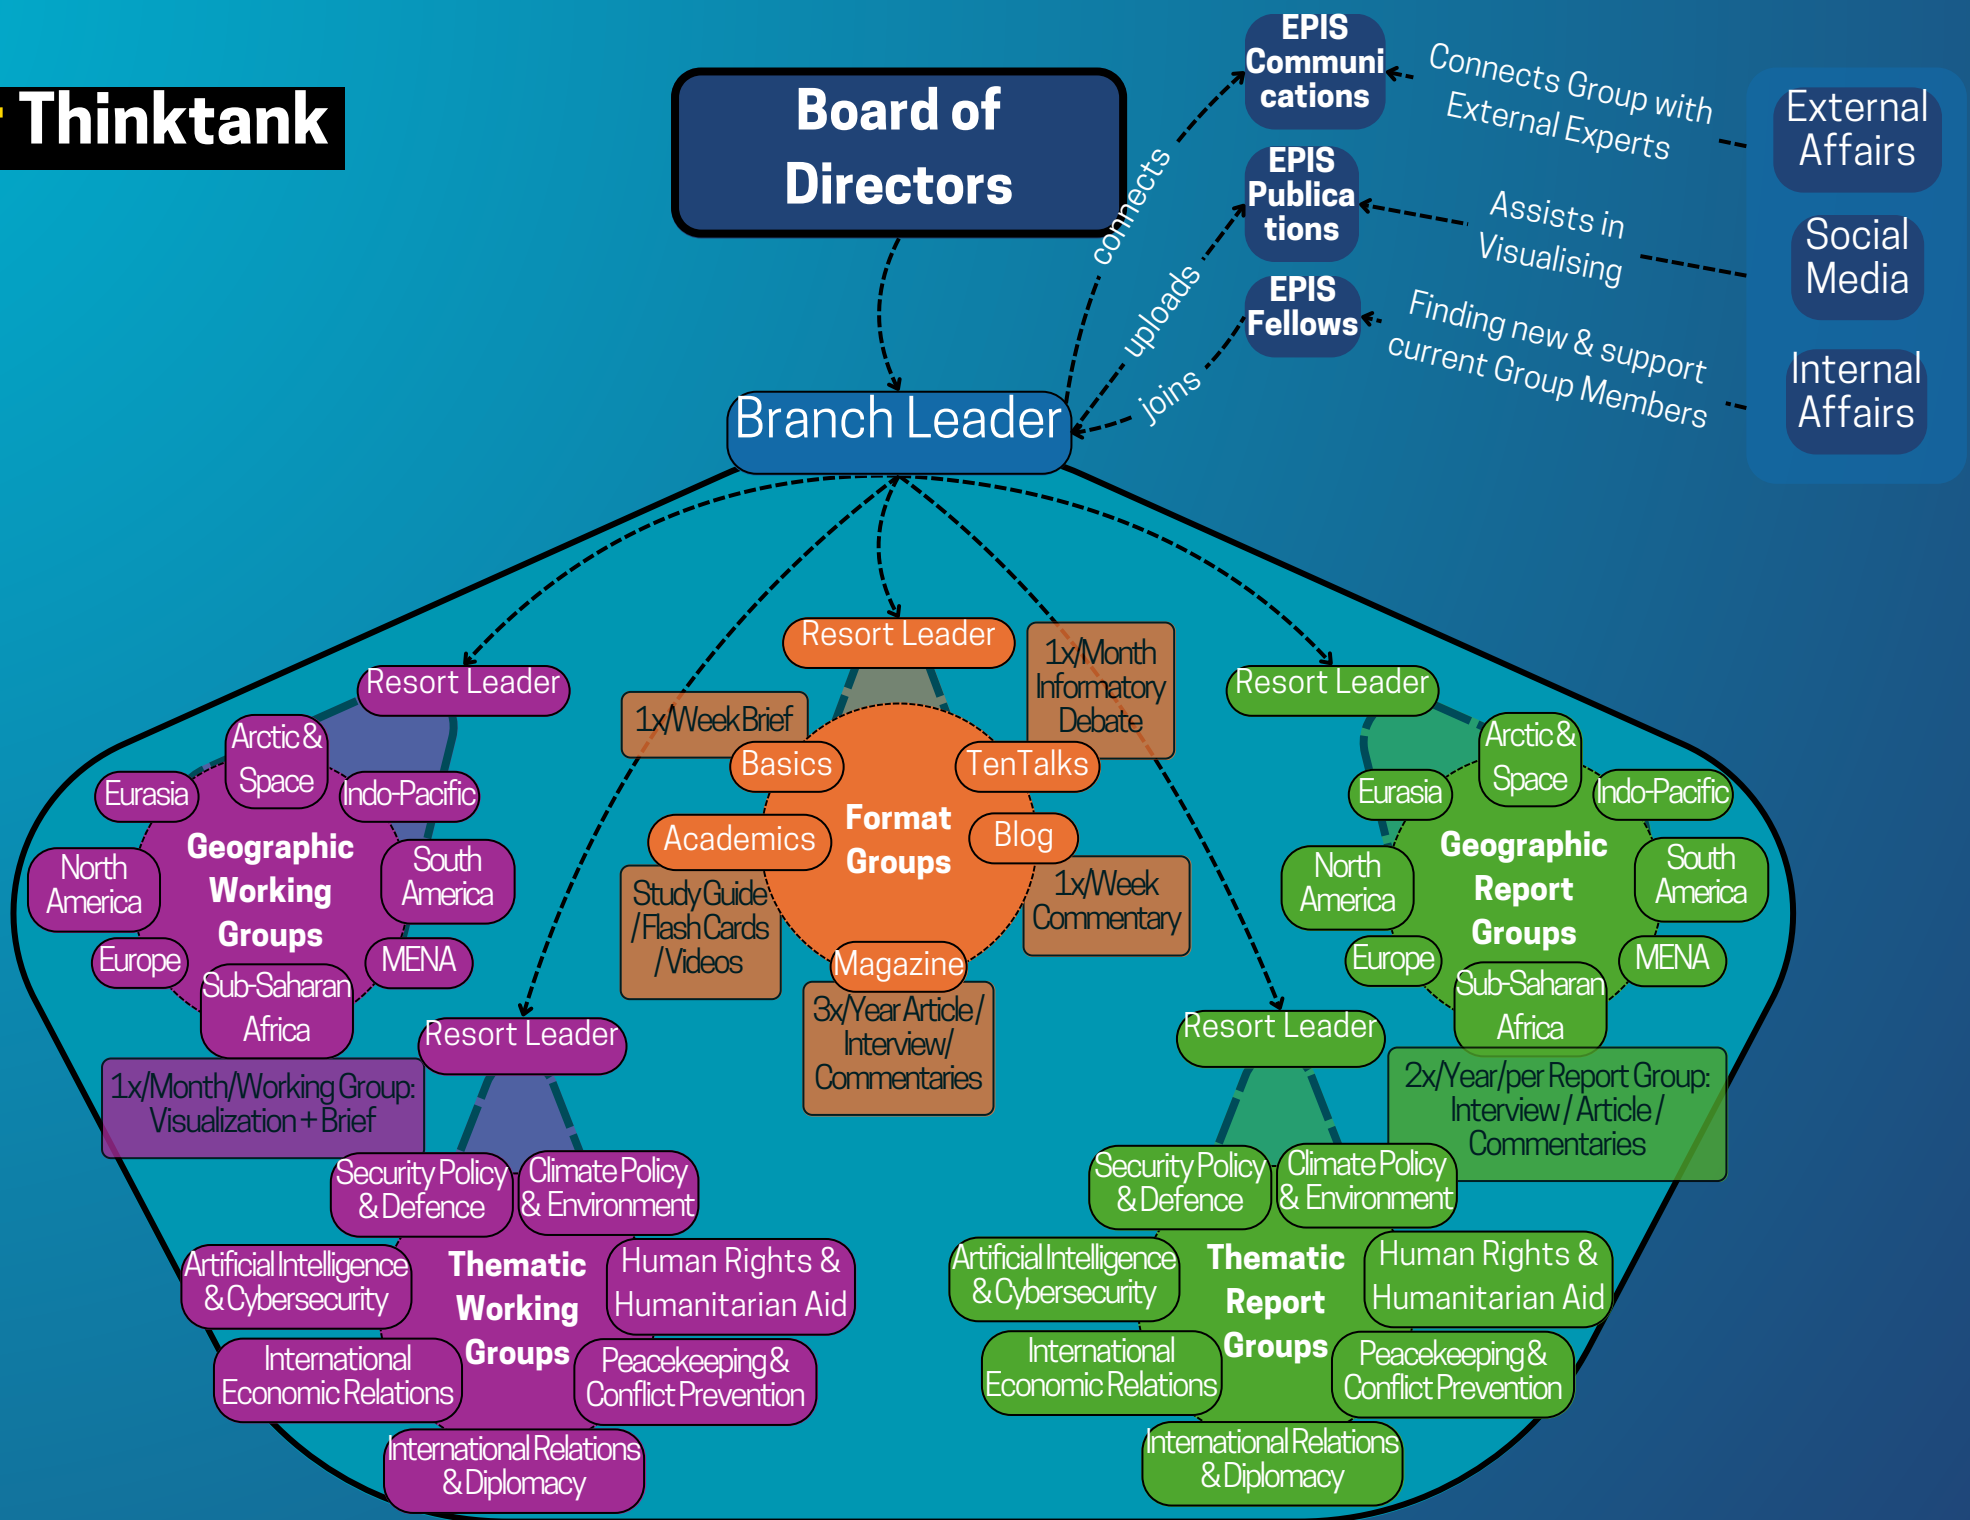 Thinktank
Board of
Directors
EPIS
Communi
cations
EPIS
Publica
tions
EPIS
Fellows
connects
uploads
joins
Connects Group with
External Experts
Assists in
Visualising
Finding new & support
current Group Members
External
Affairs
Social
Media
Internal
Affairs
Branch Leader
Resort Leader
Arctic &
Space
Eurasia
Indo-Pacific
North
America
South
America
Europe
MENA
Sub-Saharan
Africa
Geographic
Working
Groups
1x/Month/Working Group:
Visualization + Brief
Resort Leader
1x/Week Brief
1x/Month
Informatory
Debate
Basics
TenTalks
Academics
Blog
Format
Groups
Study Guide
/Flash Cards
/Videos
1x/Week
Commentary
Magazine
3x/Year Article /
Interview/
Commentaries
Resort Leader
Arctic &
Space
Eurasia
Indo-Pacific
North
America
South
America
Europe
MENA
Sub-Saharan
Africa
Geographic
Report
Groups
2x/Year/per Report Group:
Interview / Article /
Commentaries
Resort Leader
Security Policy
& Defence
Climate Policy
& Environment
Artificial Intelligence
& Cybersecurity
Human Rights &
Humanitarian Aid
Thematic
Working
Groups
International
Economic Relations
Peacekeeping &
Conflict Prevention
International Relations
& Diplomacy
Resort Leader
Security Policy
& Defence
Climate Policy
& Environment
Artificial Intelligence
& Cybersecurity
Human Rights &
Humanitarian Aid
Thematic
Report
Groups
International
Economic Relations
Peacekeeping &
Conflict Prevention
International Relations
& Diplomacy